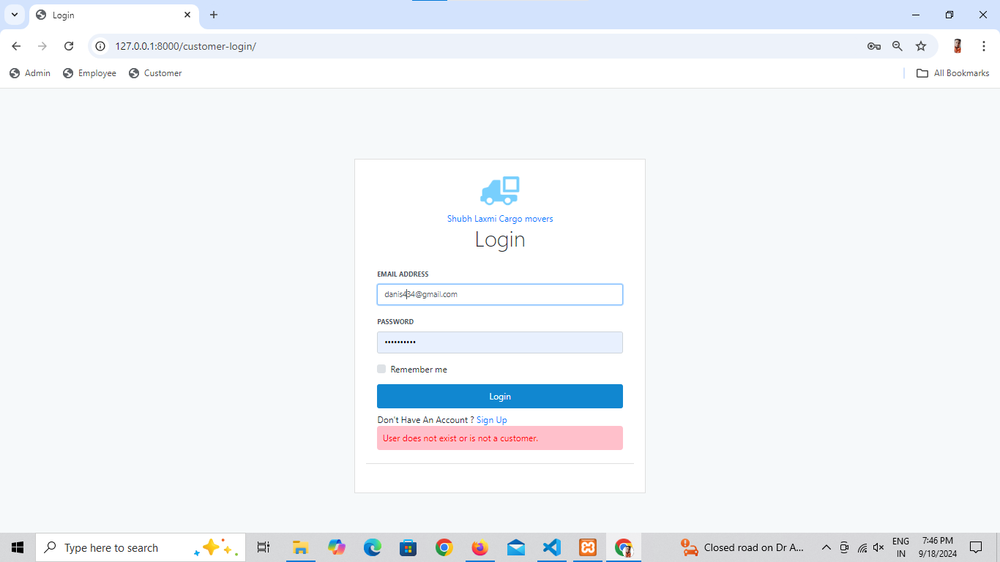 Login
127.0.0.1:8000/customer-login/
Admin Employee Customer All Bookmarks
Shubh Laxmi Cargo movers
Login
EMAIL ADDRESS
danis434@gmail.com
PASSWORD
••••••••••
Remember me
Login
Don't Have An Account ? Sign Up
User does not exist or is not a customer.
Type here to search
Closed road on Dr A...
ENG
IN
7:46 PM
9/18/2024